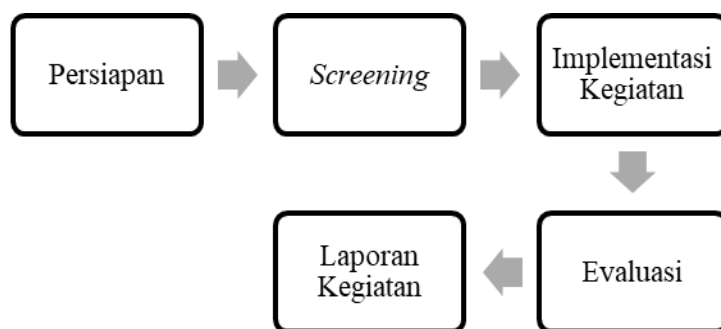 Persiapan
Screening
Implementasi
Kegiatan
Evaluasi
Laporan
Kegiatan